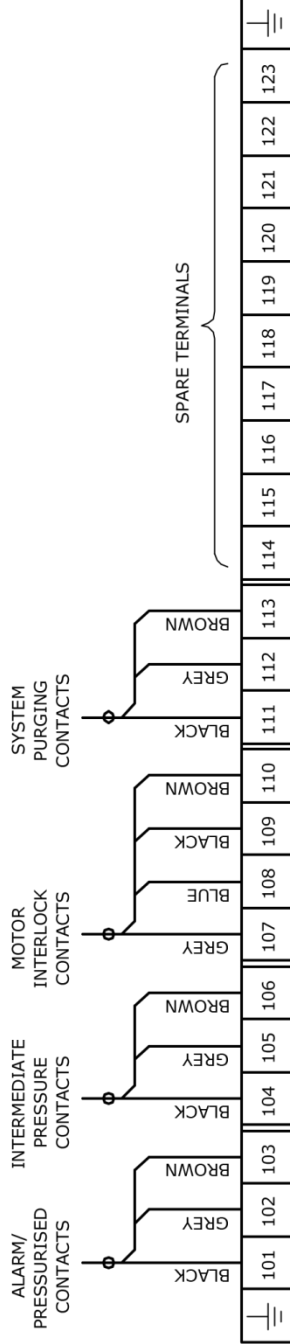 ALARM/
PRESSURISED
CONTACTS
INTERMEDIATE
PRESSURE
CONTACTS
MOTOR
INTERLOCK
CONTACTS
SYSTEM
PURGING
CONTACTS
SPARE TERMINALS
BLACK
GREY
BROWN
BLACK
GREY
BROWN
GREY
BLUE
BLACK
BROWN
BLACK
GREY
BROWN
101
102
103
104
105
106
107
108
109
110
111
112
113
114
115
116
117
118
119
120
121
122
123